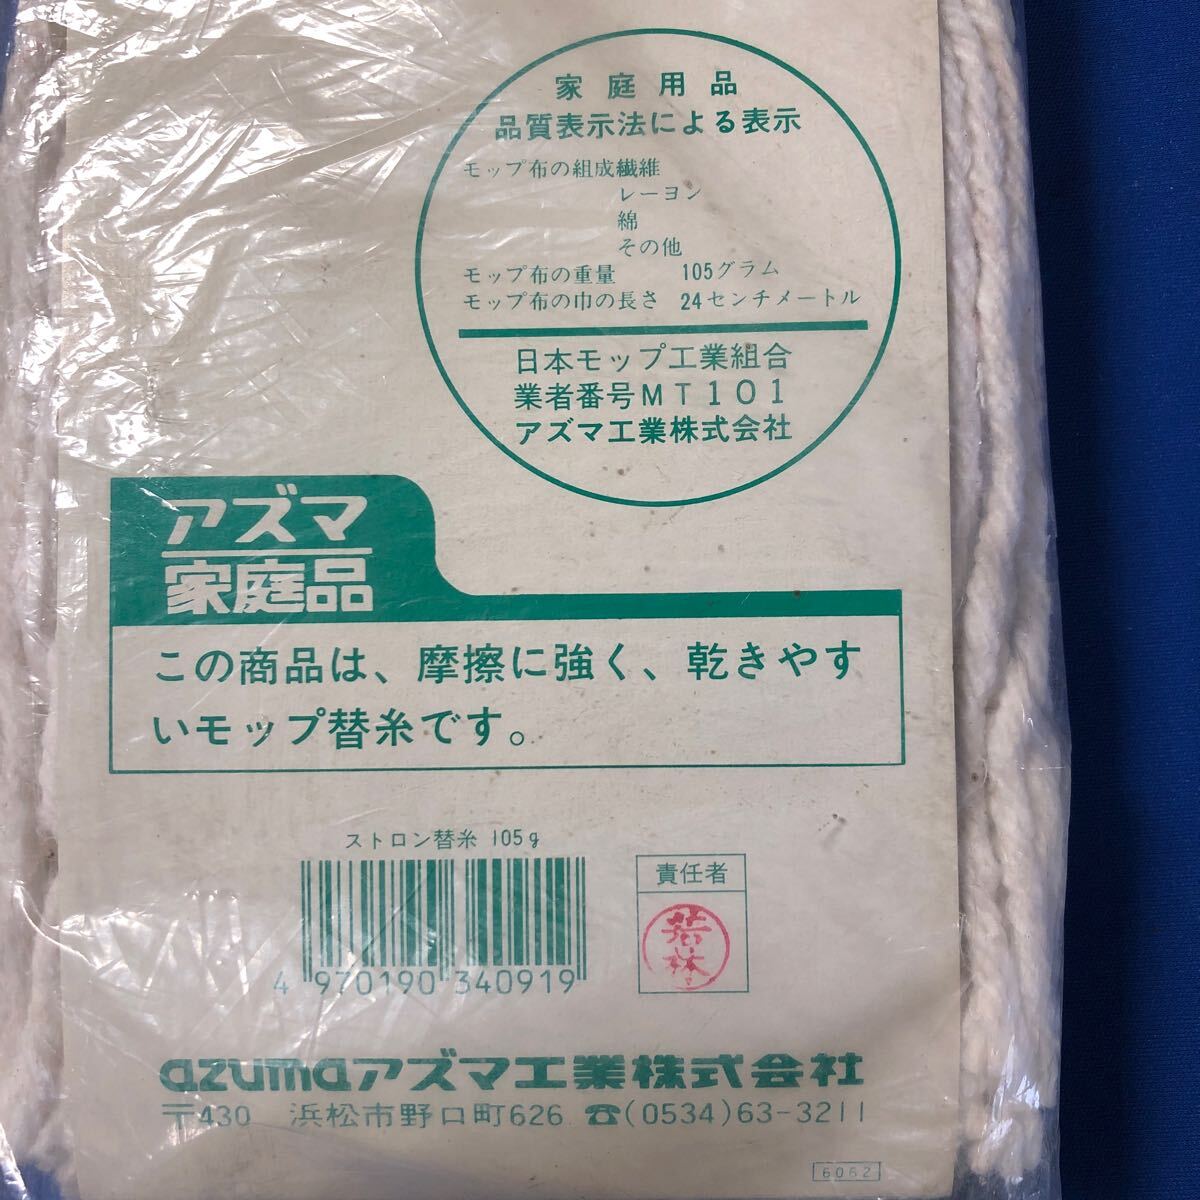 家庭用品
品質表示法による表示
モップ布の組成繊維
レーヨン
綿
その他
モップ布の重量 105グラム
モップ布の巾の長さ 24センチメートル
日本モップ工業組合
業者番号MT101
アズマ工業株式会社
アズマ
家庭品
この商品は、摩擦に強く、乾きやす
いモップ替糸です。
ストロン替糸 105g
4 970190 340919
責任者
若林
azumaアズマ工業株式会社
〒430 浜松市野口町626 ☎(0534)63-3211
6062